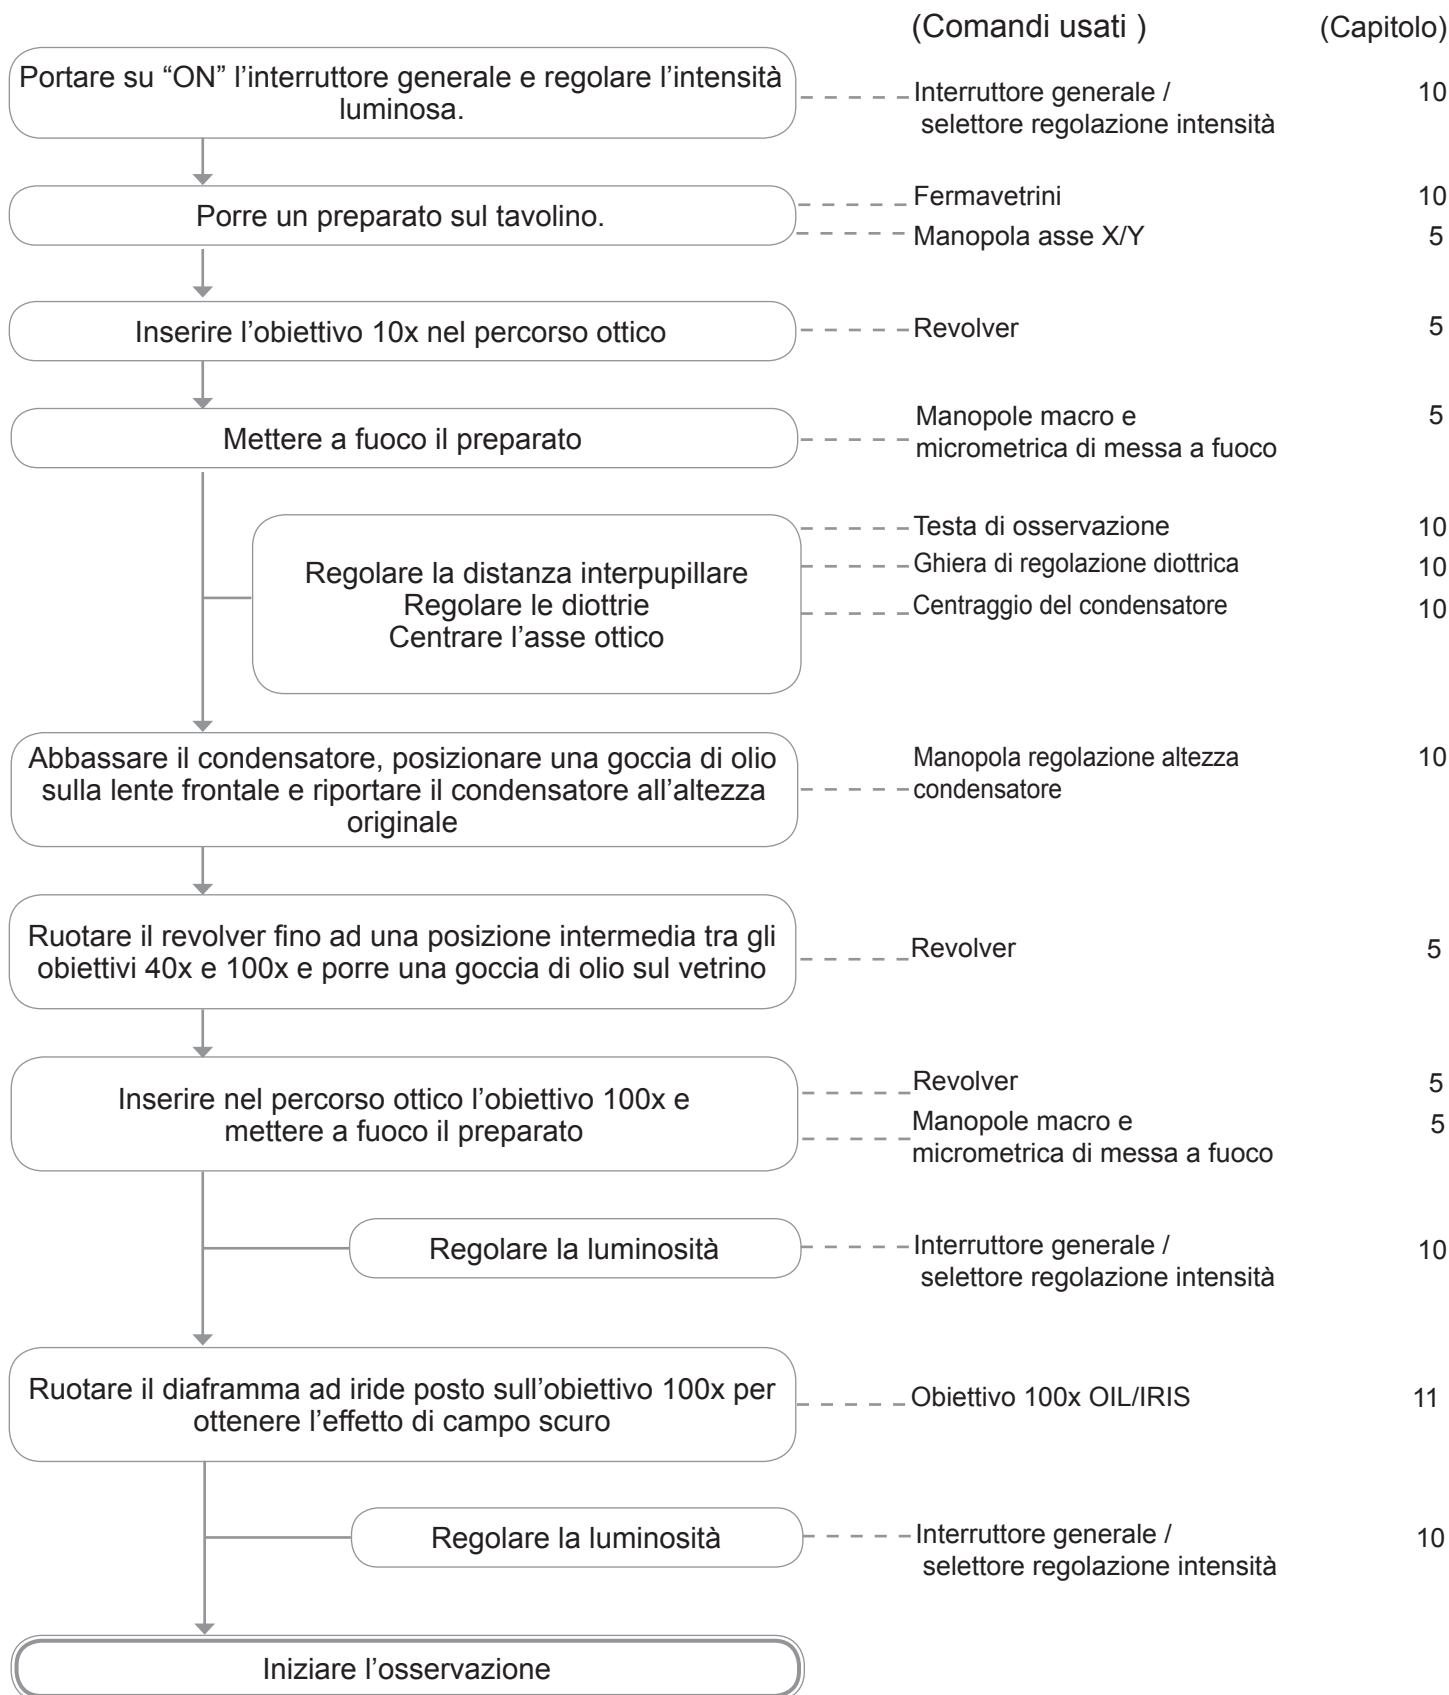 (Comandi usati )
(Capitolo)
Portare su “ON” l’interruttore generale e regolare l’intensità
luminosa.
Interruttore generale /
selettore regolazione intensità
10
Porre un preparato sul tavolino.
Fermavetrini
10
Manopola asse X/Y
5
Inserire l’obiettivo 10x nel percorso ottico
Revolver
5
Mettere a fuoco il preparato
Manopole macro e
micrometrica di messa a fuoco
5
Regolare la distanza interpupillare
Regolare le diottrie
Centrare l’asse ottico
Testa di osservazione
10
Ghiera di regolazione diottrica
10
Centraggio del condensatore
10
Abbassare il condensatore, posizionare una goccia di olio
sulla lente frontale e riportare il condensatore all’altezza
originale
Manopola regolazione altezza
condensatore
10
Ruotare il revolver fino ad una posizione intermedia tra gli
obiettivi 40x e 100x e porre una goccia di olio sul vetrino
Revolver
5
Inserire nel percorso ottico l’obiettivo 100x e
mettere a fuoco il preparato
Revolver
5
Manopole macro e
micrometrica di messa a fuoco
5
Regolare la luminosità
Interruttore generale /
selettore regolazione intensità
10
Ruotare il diaframma ad iride posto sull’obiettivo 100x per
ottenere l’effetto di campo scuro
Obiettivo 100x OIL/IRIS
11
Regolare la luminosità
Interruttore generale /
selettore regolazione intensità
10
Iniziare l’osservazione